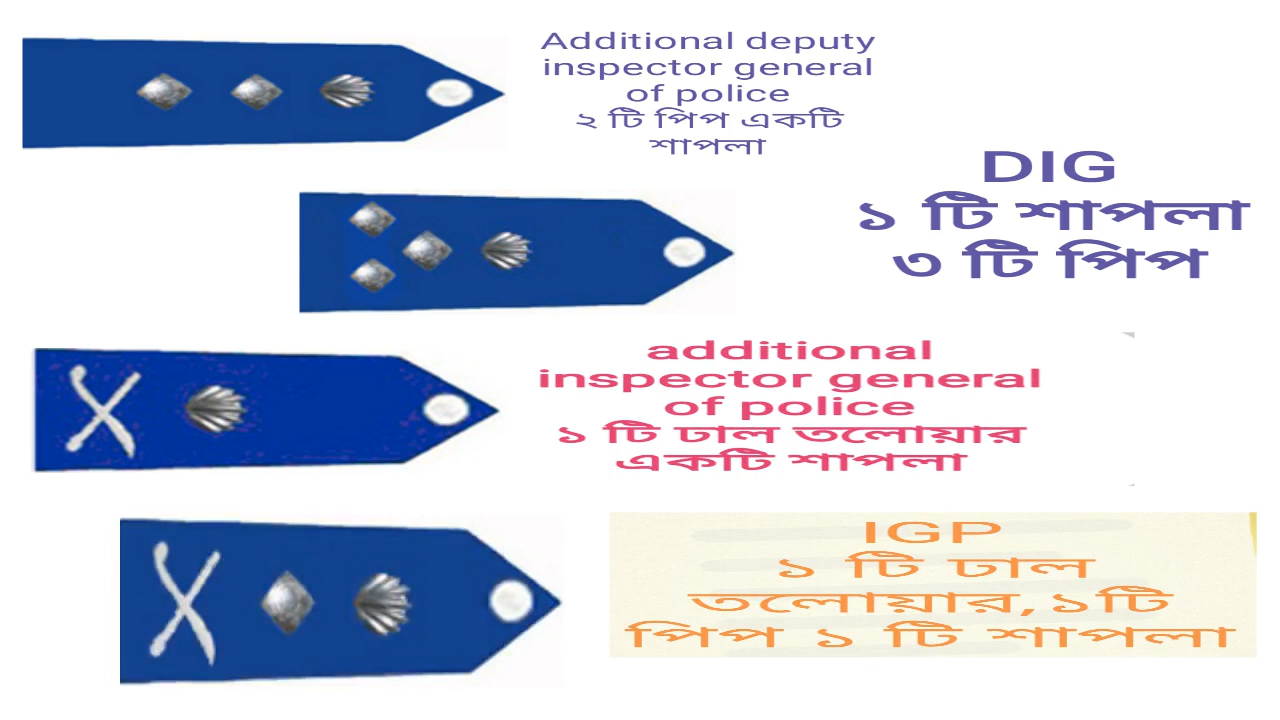 Additional deputy
inspector general
of police
২ টি পিপ একটি
শাপলা
DIG
১ টি শাপলা
৩ টি পিপ
additional
inspector general
of police
১ টি ঢাল তলোয়ার
একটি শাপলা
IGP
১ টি ঢাল
তলোয়ার,১টি
পিপ ১ টি শাপলা